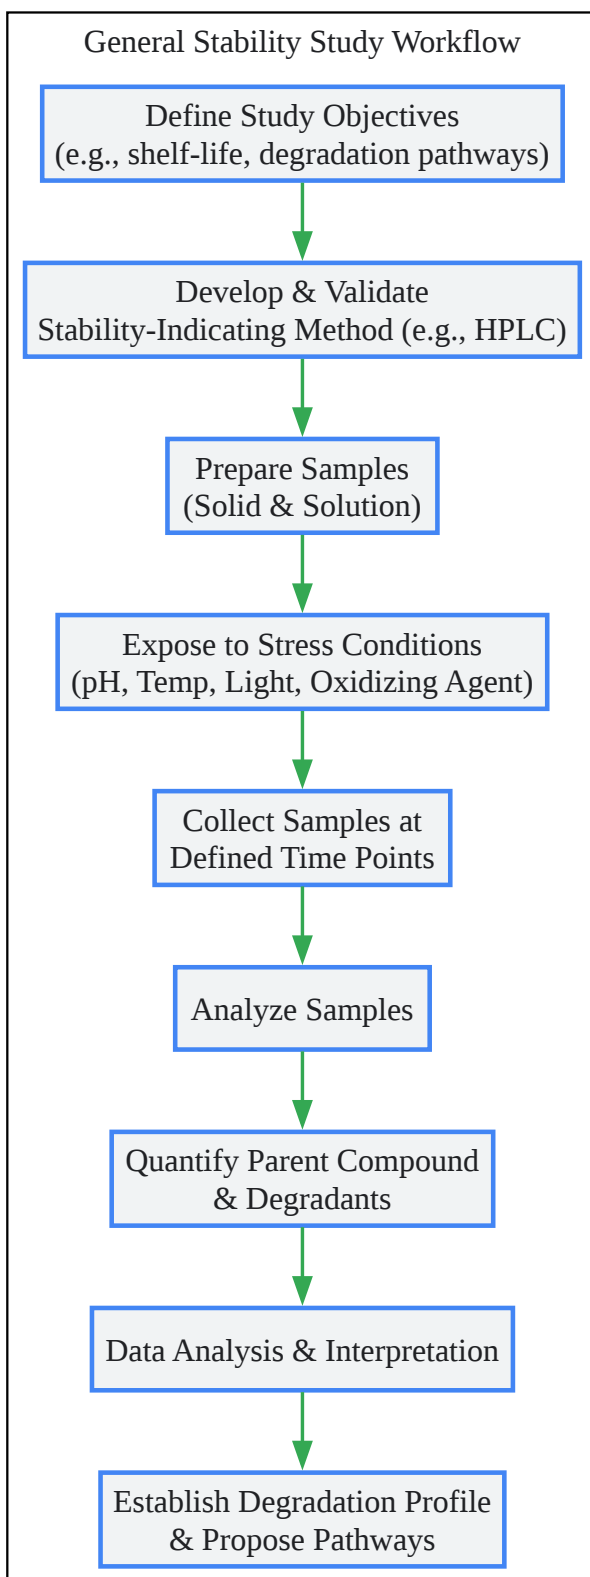 General Stability Study Workflow
Define Study Objectives
(e.g., shelf-life, degradation pathways)
Develop & Validate
Stability-Indicating Method (e.g., HPLC)
Prepare Samples
(Solid & Solution)
Expose to Stress Conditions
(pH, Temp, Light, Oxidizing Agent)
Collect Samples at
Defined Time Points
Analyze Samples
Quantify Parent Compound
& Degradants
Data Analysis & Interpretation
Establish Degradation Profile
& Propose Pathways